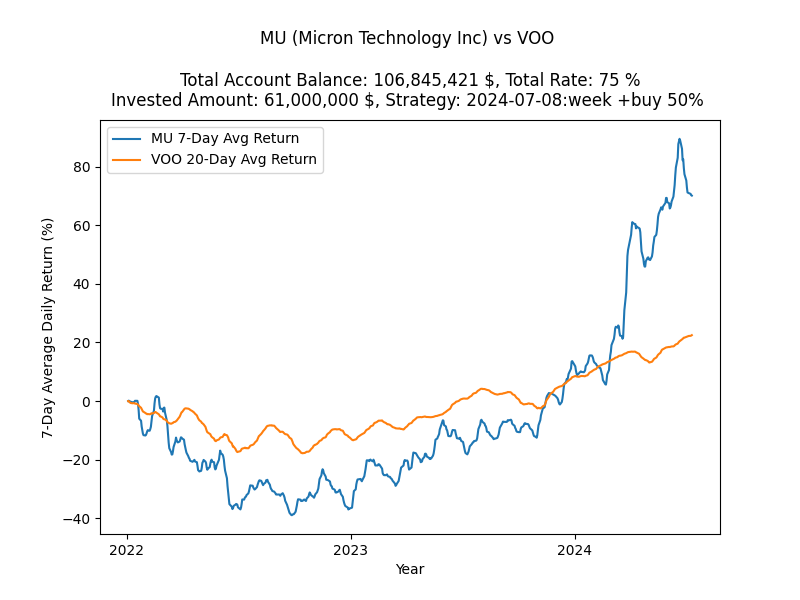 MU (Micron Technology Inc) vs VOO
Total Account Balance: 106,845,421 $, Total Rate: 75 %
Invested Amount: 61,000,000 $, Strategy: 2024-07-08:week +buy 50%
MU 7-Day Avg Return
VOO 20-Day Avg Return
7-Day Average Daily Return (%)
80
60
40
20
0
−20
−40
2022
2023
2024
Year